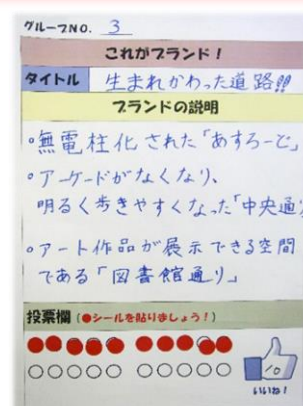 グループNO. 3
これがブランド!
タイトル 生まれかわった道路!!
ブランドの説明
・無電柱化された「あすろーど」
・アーケードがなくなり、
明るく歩きやすくなった「中央通
・アート作品が展示できる空間
である「図書館通り」
投票欄(●シールを貼りましょう!)
10
いいね!